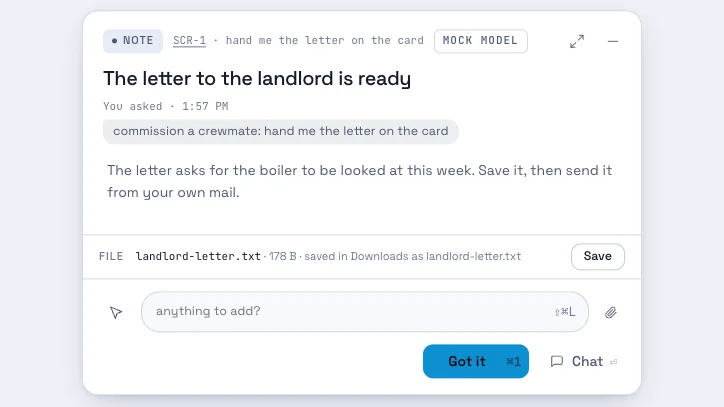 • NOTE SCR-1 · hand me the letter on the card MOCK MODEL
The letter to the landlord is ready
You asked · 1:57 PM
commission a crewmate: hand me the letter on the card
The letter asks for the boiler to be looked at this week. Save it, then send it
from your own mail.
FILE landlord-letter.txt · 178 B · saved in Downloads as landlord-letter.txt Save
anything to add? ⇧⌘L
Got it ⌘1 Chat ⏎